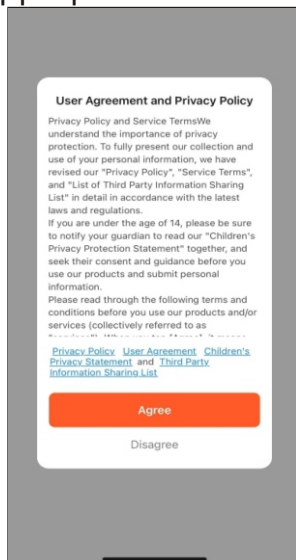 User Agreement and Privacy Policy
Privacy Policy and Service TermsWe
understand the importance of privacy
protection. To fully present our collection and
use of your personal information, we have
revised our "Privacy Policy", "Service Terms",
and "List of Third Party Information Sharing
List" in detail in accordance with the latest
laws and regulations.
If you are under the age of 14, please be sure
to notify your guardian to read our "Children's
Privacy Protection Statement" together, and
seek their consent and guidance before you
use our products and submit personal
information.
Please read through the following terms and
conditions before you use our products and/or
services (collectively referred to as
Privacy Policy User Agreement Children's
Privacy Statement and Third Party
Information Sharing List
Agree
Disagree